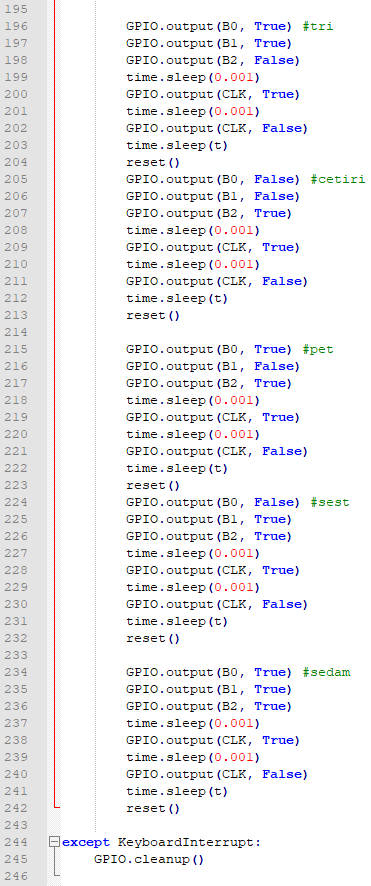 195
196 GPIO.output(B0, True) #tri
197 GPIO.output(B1, True)
198 GPIO.output(B2, False)
199 time.sleep(0.001)
200 GPIO.output(CLK, True)
201 time.sleep(0.001)
202 GPIO.output(CLK, False)
203 time.sleep(t)
204 reset()
205 GPIO.output(B0, False) #cetiri
206 GPIO.output(B1, False)
207 GPIO.output(B2, True)
208 time.sleep(0.001)
209 GPIO.output(CLK, True)
210 time.sleep(0.001)
211 GPIO.output(CLK, False)
212 time.sleep(t)
213 reset()
214
215 GPIO.output(B0, True) #pet
216 GPIO.output(B1, False)
217 GPIO.output(B2, True)
218 time.sleep(0.001)
219 GPIO.output(CLK, True)
220 time.sleep(0.001)
221 GPIO.output(CLK, False)
222 time.sleep(t)
223 reset()
224 GPIO.output(B0, False) #sest
225 GPIO.output(B1, True)
226 GPIO.output(B2, True)
227 time.sleep(0.001)
228 GPIO.output(CLK, True)
229 time.sleep(0.001)
230 GPIO.output(CLK, False)
231 time.sleep(t)
232 reset()
233
234 GPIO.output(B0, True) #sedam
235 GPIO.output(B1, True)
236 GPIO.output(B2, True)
237 time.sleep(0.001)
238 GPIO.output(CLK, True)
239 time.sleep(0.001)
240 GPIO.output(CLK, False)
241 time.sleep(t)
242 reset()
243
244 except KeyboardInterrupt:
245 GPIO.cleanup()
246